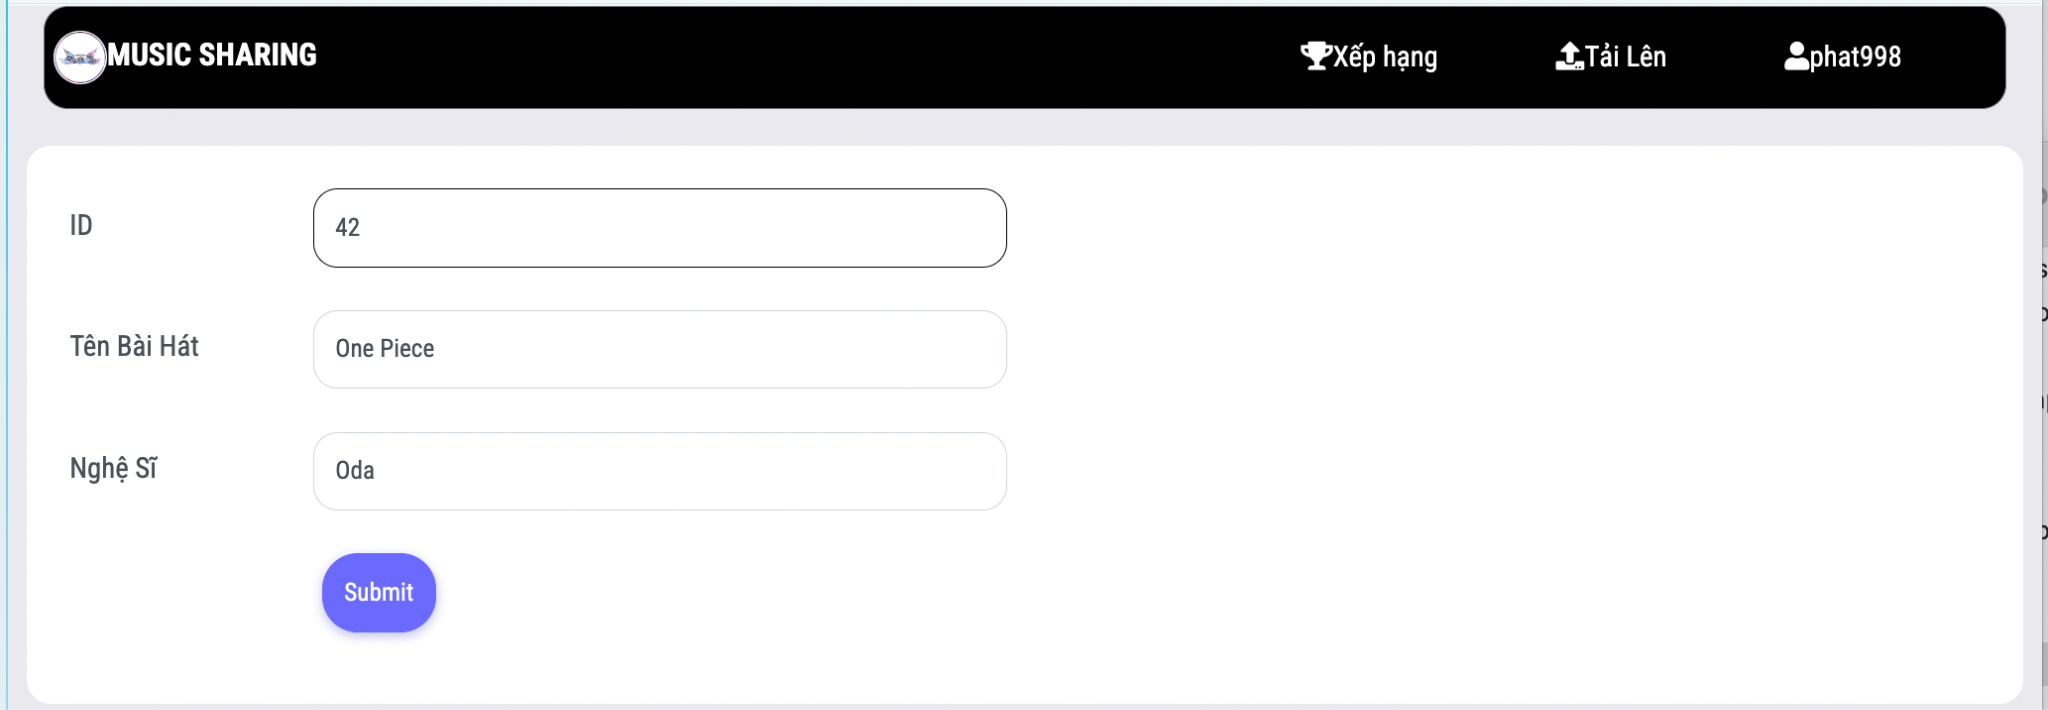 MUSIC SHARING Xếp hạng Tải Lên phat998
ID 42
Tên Bài Hát One Piece
Nghệ Sĩ Oda
Submit